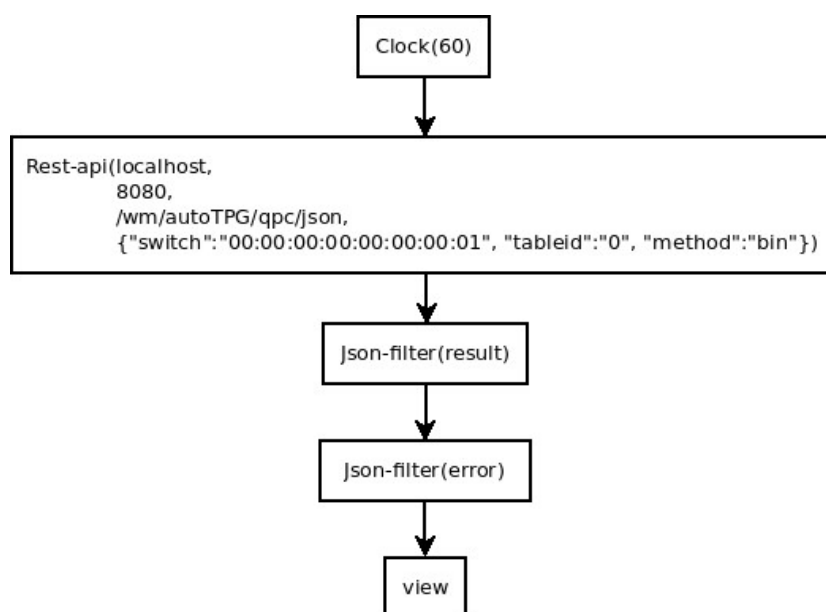 Clock(60)
Rest-api(localhost,
8080,
/wm/autoTPG/qpc/json,
{"switch":"00:00:00:00:00:00:00:01", "tableid":"0", "method":"bin"})
Json-filter(result)
Json-filter(error)
view